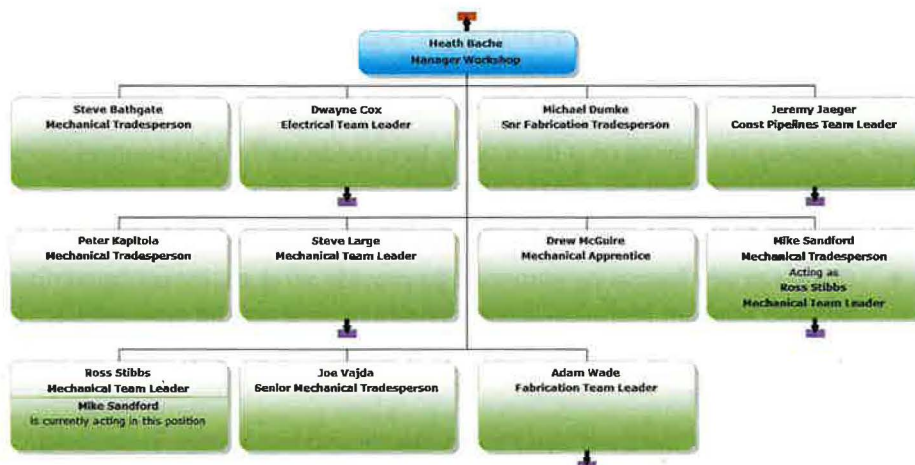 Heath Bache
Manager Workshop
Steve Bathgate
Mechanical Tradesperson
Dwayne Cox
Electrical Team Leader
Michael Dumke
Snr Fabrication Tradesperson
Jeremy Jaeger
Const Pipelines Team Leader
Peter Kapitola
Mechanical Tradesperson
Steve Large
Mechanical Team Leader
Drew McGuire
Mechanical Apprentice
Mike Sandford
Mechanical Tradesperson
Acting as
Ross Stibbs
Mechanical Team Leader
Ross Stibbs
Mechanical Team Leader
Mike Sandford
is currently acting in this position
Joe Vajda
Senior Mechanical Tradesperson
Adam Wade
Fabrication Team Leader